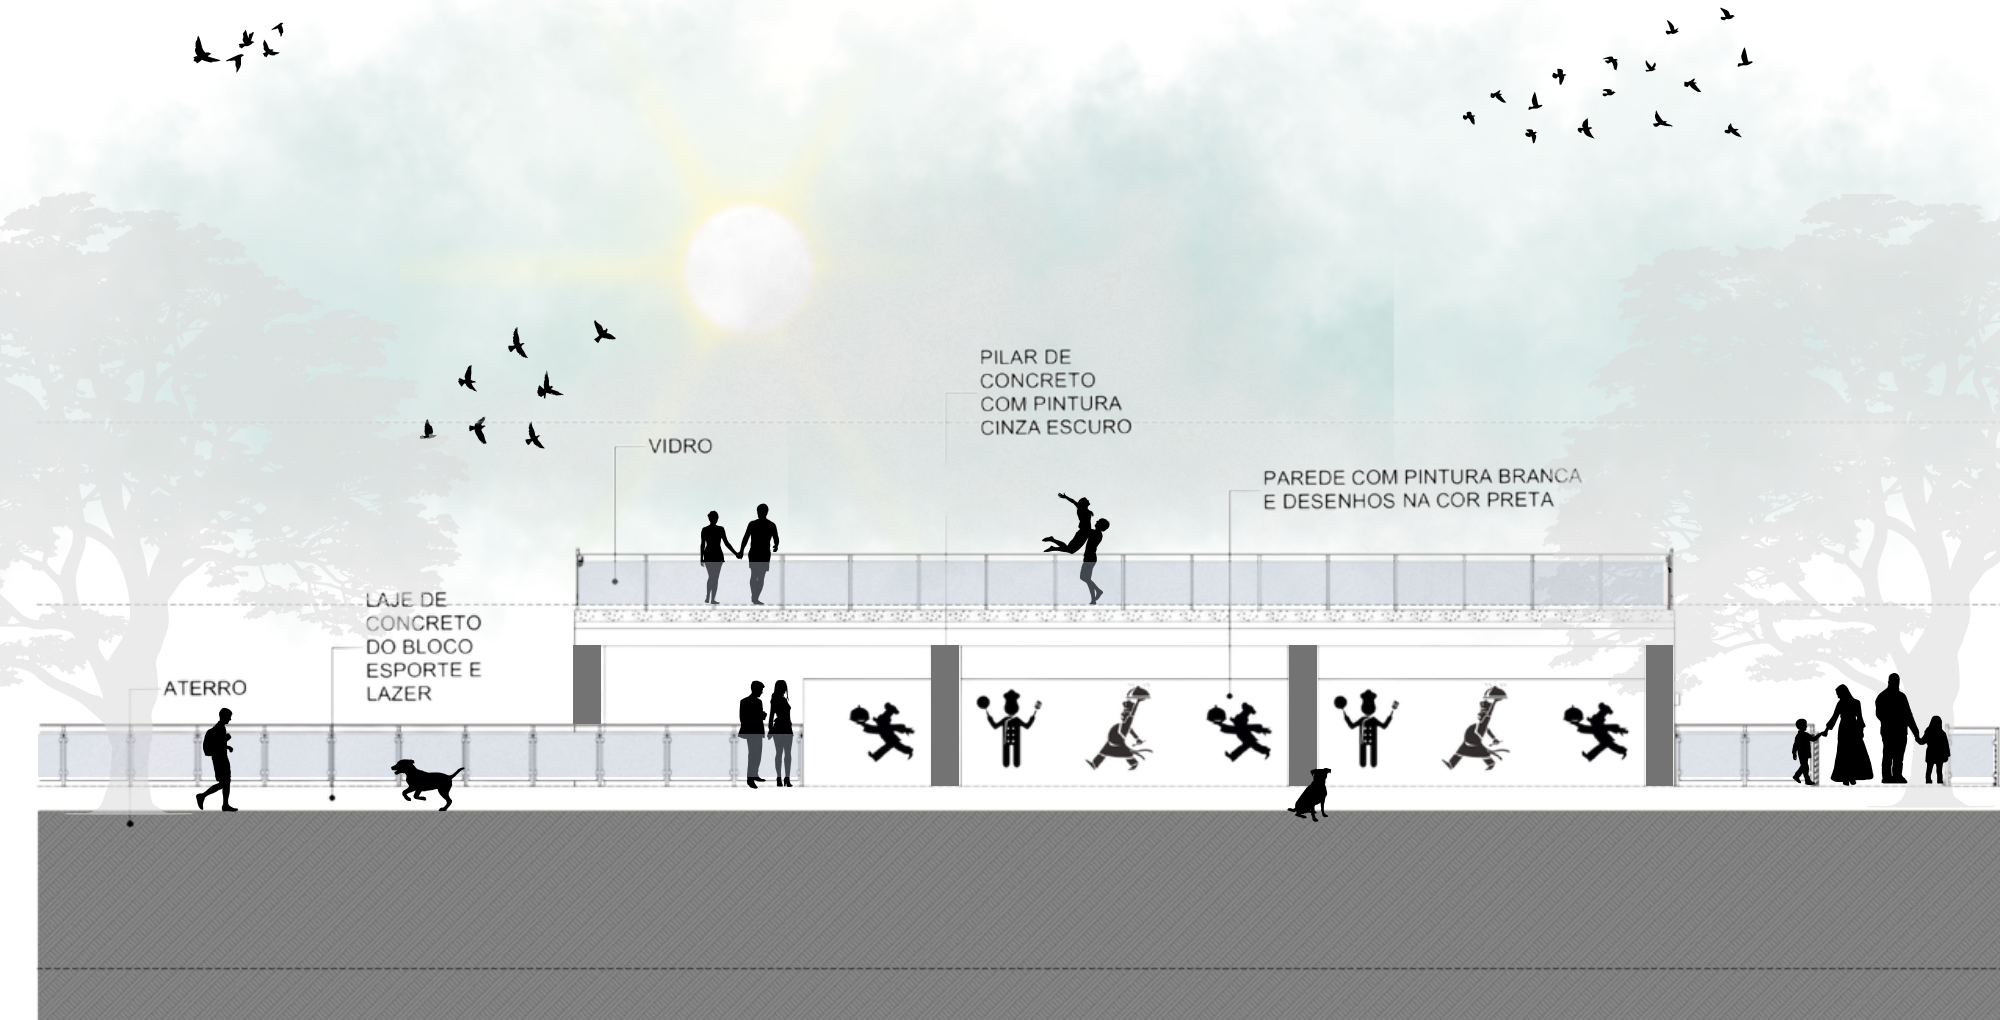 PILAR DE
CONCRETO
COM PINTURA
CINZA ESCURO
VIDRO
PAREDE COM PINTURA BRANCA
E DESENHOS NA COR PRETA
LAJE DE
CONCRETO
DO BLOCO
ESPORTE E
LAZER
ATERRO